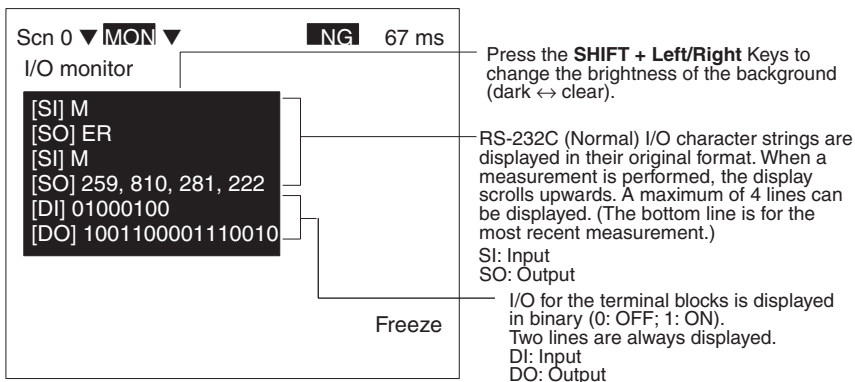 Scn 0 ▼ MON ▼ NG 67 ms
I/O monitor
[SI] M
[SO] ER
[SI] M
[SO] 259, 810, 281, 222
[DI] 01000100
[DO] 1001100001110010
Freeze
Press the SHIFT + Left/Right Keys to
change the brightness of the background
(dark ↔ clear).
RS-232C (Normal) I/O character strings are
displayed in their original format. When a
measurement is performed, the display
scrolls upwards. A maximum of 4 lines can
be displayed. (The bottom line is for the
most recent measurement.)
SI: Input
SO: Output
I/O for the terminal blocks is displayed
in binary (0: OFF; 1: ON).
Two lines are always displayed.
DI: Input
DO: Output